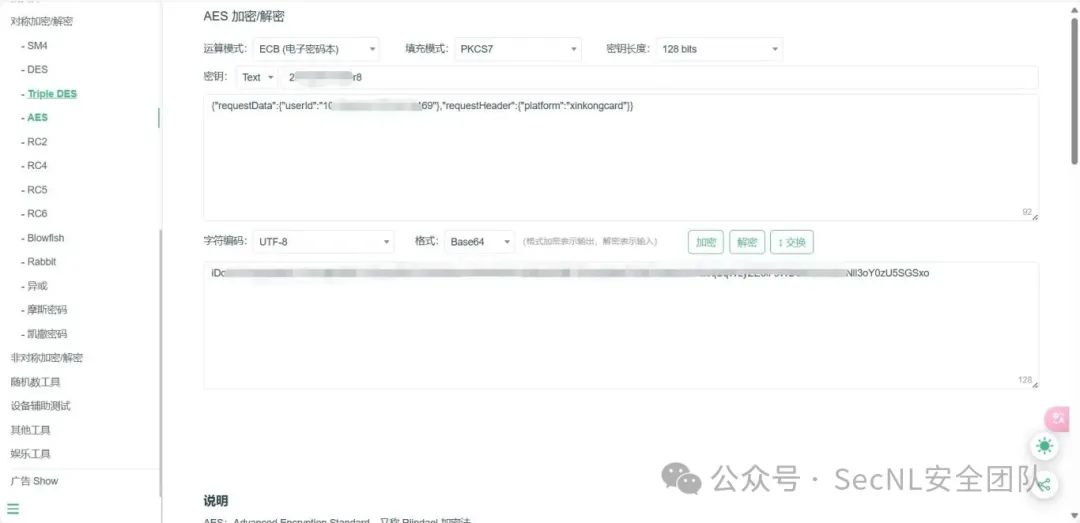 对称加密/解密
- SM4
- DES
- Triple DES
- AES
- RC2
- RC4
- RC5
- RC6
- Blowfish
- Rabbit
- 异或
- 摩斯密码
- 凯撒密码
非对称加密/解密
随机数工具
设备辅助测试
其他工具
娱乐工具
广告 Show
AES 加密/解密
运算模式: ECB (电子密码本) 填充模式: PKCS7 密钥长度: 128 bits
密钥: Text 2 r8
{"requestData":{"userId":"10 169"},"requestHeader":{"platform":"xinkongcard"}}
92
字符编码: UTF-8 格式: Base64 (格式加密表示输出，解密表示输入) 加密 解密 ↕ 交换
iDo NIl3oY0zU5SGSxo
128
公众号 · SecNL安全团队
说明
AES: Advanced Encryption Standard, 又称 Rijndael 加密法